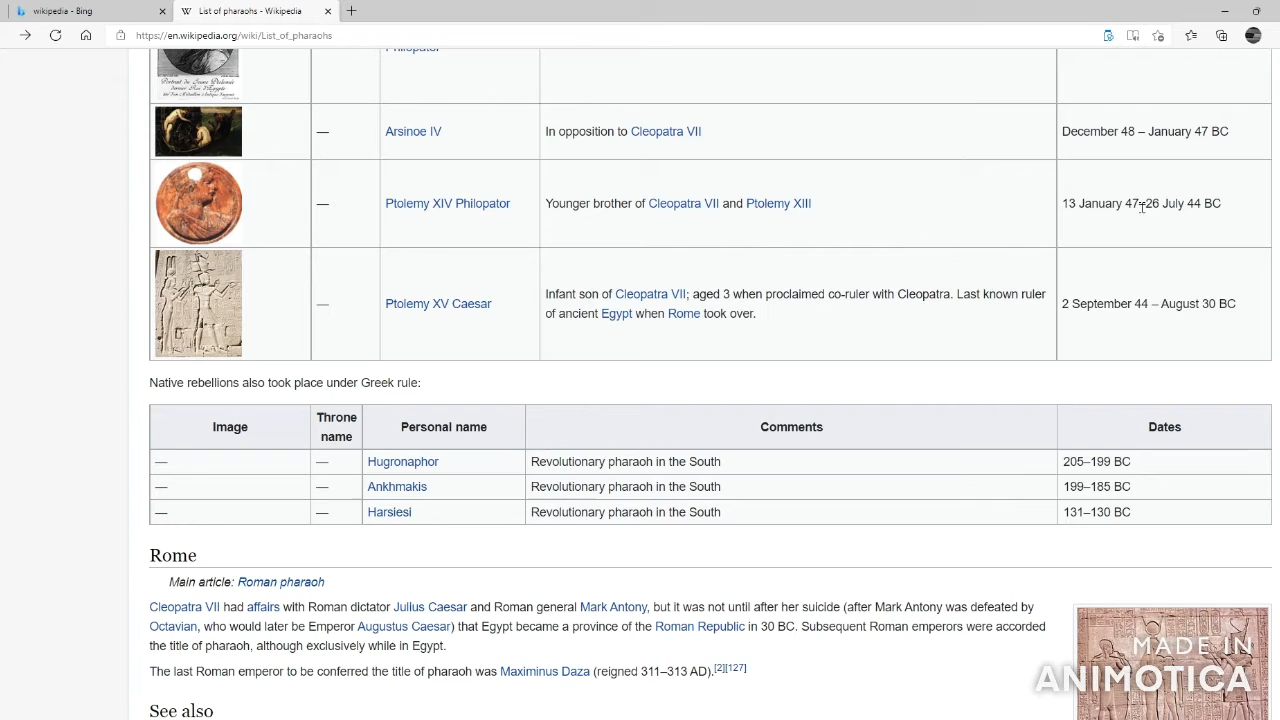 wikipedia - Bing
List of pharaohs - Wikipedia
https://en.wikipedia.org/wiki/List_of_pharaohs
Philopator
Arsinoe IV
In opposition to Cleopatra VII
December 48 – January 47 BC
—
Ptolemy XIV Philopator
Younger brother of Cleopatra VII and Ptolemy XIII
13 January 47–26 July 44 BC
—
Ptolemy XV Caesar
Infant son of Cleopatra VII; aged 3 when proclaimed co-ruler with Cleopatra. Last known ruler
of ancient Egypt when Rome took over.
2 September 44 – August 30 BC
Native rebellions also took place under Greek rule:
Image
Throne
name
Personal name
Comments
Dates
— — Hugronaphor Revolutionary pharaoh in the South 205–199 BC
— — Ankhmakis Revolutionary pharaoh in the South 199–185 BC
— — Harsiesi Revolutionary pharaoh in the South 131–130 BC
Rome
Main article: Roman pharaoh
Cleopatra VII had affairs with Roman dictator Julius Caesar and Roman general Mark Antony, but it was not until after her suicide (after Mark Antony was defeated by
Octavian, who would later be Emperor Augustus Caesar) that Egypt became a province of the Roman Republic in 30 BC. Subsequent Roman emperors were accorded
the title of pharaoh, although exclusively while in Egypt.
The last Roman emperor to be conferred the title of pharaoh was Maximinus Daza (reigned 311–313 AD).[2][127]
See also
MADE IN
ANIMOTICA